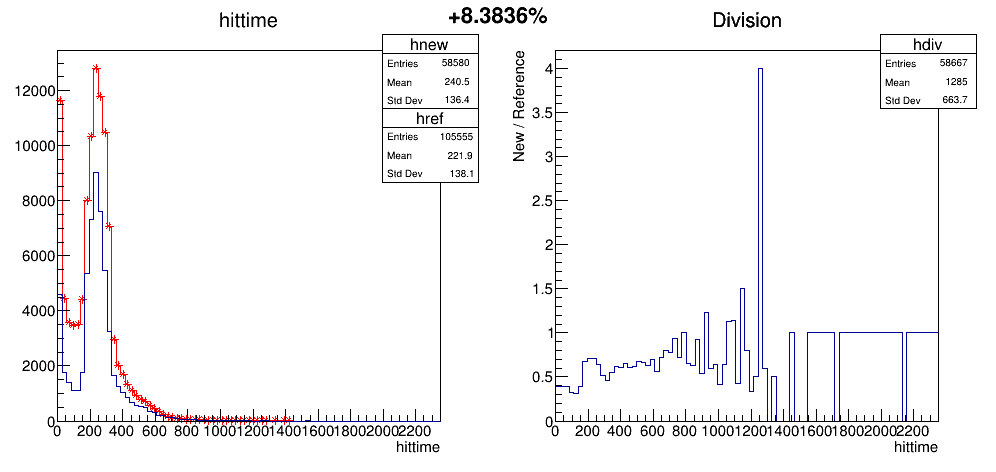 +8.3836%
hittime
hnew
Entries 58580
Mean 240.5
Std Dev 136.4
href
Entries 105555
Mean 221.9
Std Dev 138.1
12000
10000
8000
6000
4000
2000
0
0 200 400 600 800 1000 1200 1400 1600 1800 2000 2200
hittime
Division
hdiv
Entries 58667
Mean 1285
Std Dev 663.7
New / Reference
4
3.5
3
2.5
2
1.5
1
0.5
0
0 200 400 600 800 1000 1200 1400 1600 1800 2000 2200
hittime